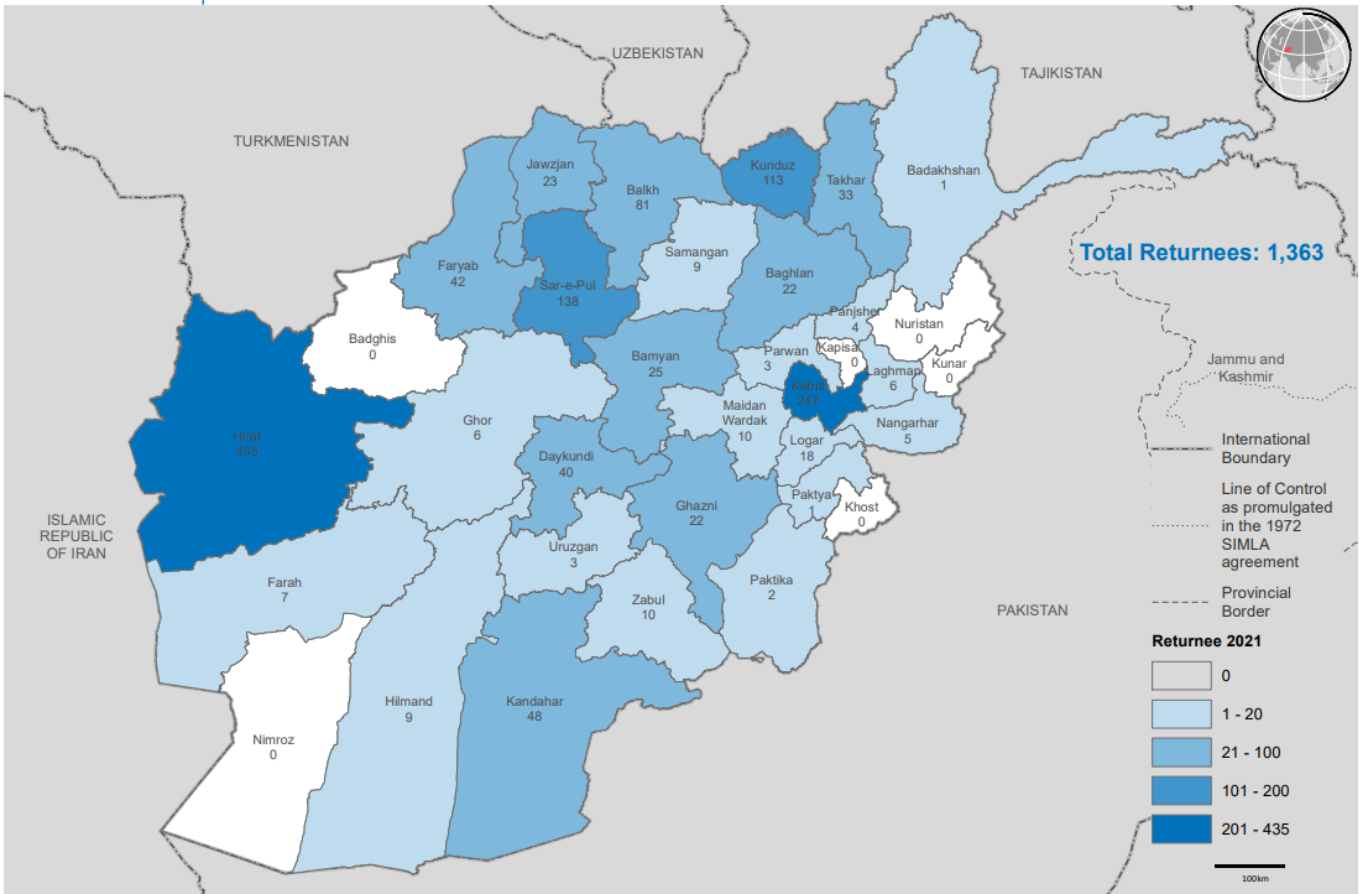 UZBEKISTAN
TAJIKISTAN
TURKMENISTAN
Jawzjan
23
Balkh
81
Kunduz
113
Takhar
33
Badakhshan
1
Samangan
9
Total Returnees: 1,363
Faryab
42
Sar-e-Pul
138
Baghlan
22
Panjsher
4
Nuristan
0
Badghis
0
Bamyan
25
Parwan
3
Kapisa
0
Kunar
0
Laghman
6
Kabul
247
Jammu and
Kashmir
Hirat
435
Ghor
6
Maidan
Wardak
10
Nangarhar
5
Logar
18
Daykundi
40
Ghazni
22
Paktya
1
Khost
0
ISLAMIC
REPUBLIC
OF IRAN
Uruzgan
3
Farah
7
Zabul
10
Paktika
2
PAKISTAN
Hilmand
9
Kandahar
48
Nimroz
0
International
Boundary
Line of Control
as promulgated
in the 1972
SIMLA
agreement
Provincial
Border
Returnee 2021
0
1 - 20
21 - 100
101 - 200
201 - 435
100km